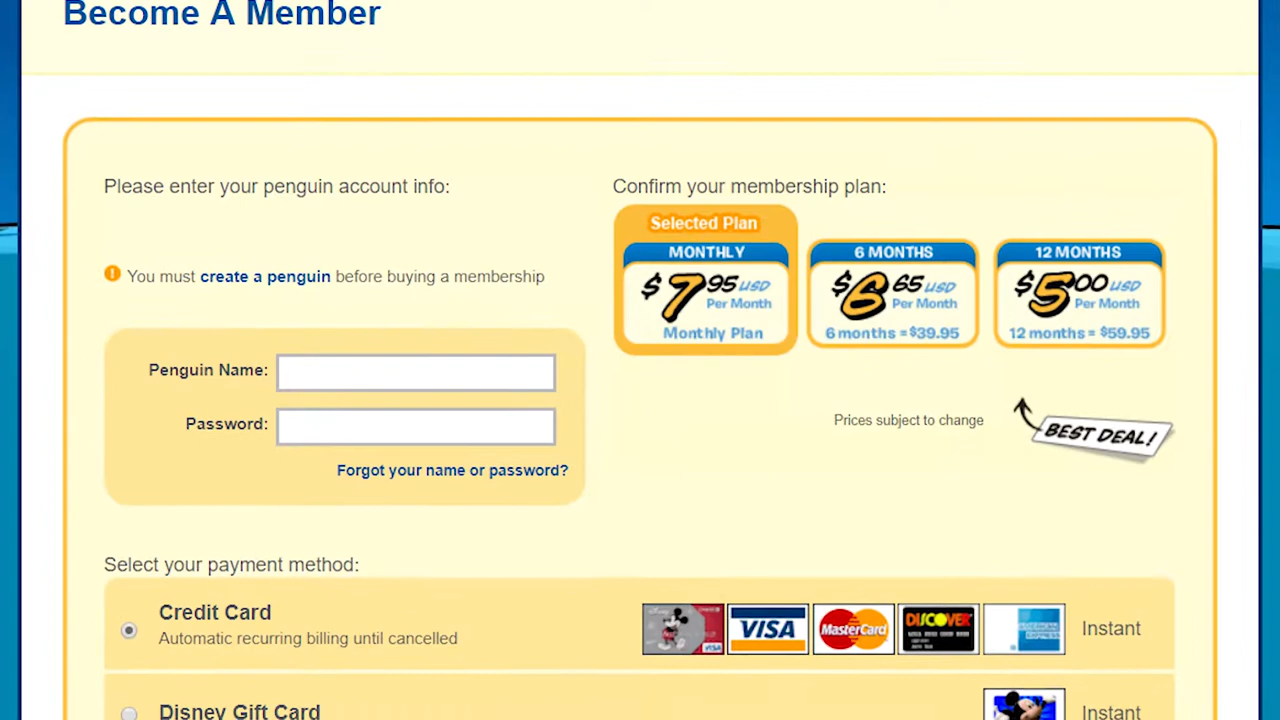 Become A Member
Please enter your penguin account info:
Confirm your membership plan:
Selected Plan
MONTHLY
$7.95 USD
Per Month
Monthly Plan
6 MONTHS
$6.65 USD
Per Month
6 months = $39.95
12 MONTHS
$5.00 USD
Per Month
12 months = $59.95
! You must create a penguin before buying a membership
Penguin Name:
Password:
Forgot your name or password?
Prices subject to change
BEST DEAL!
Select your payment method:
Credit Card
Automatic recurring billing until cancelled
VISA
VISA
MasterCard
DISCOVER
AMERICAN EXPRESS
Instant
Disney Gift Card
Instant